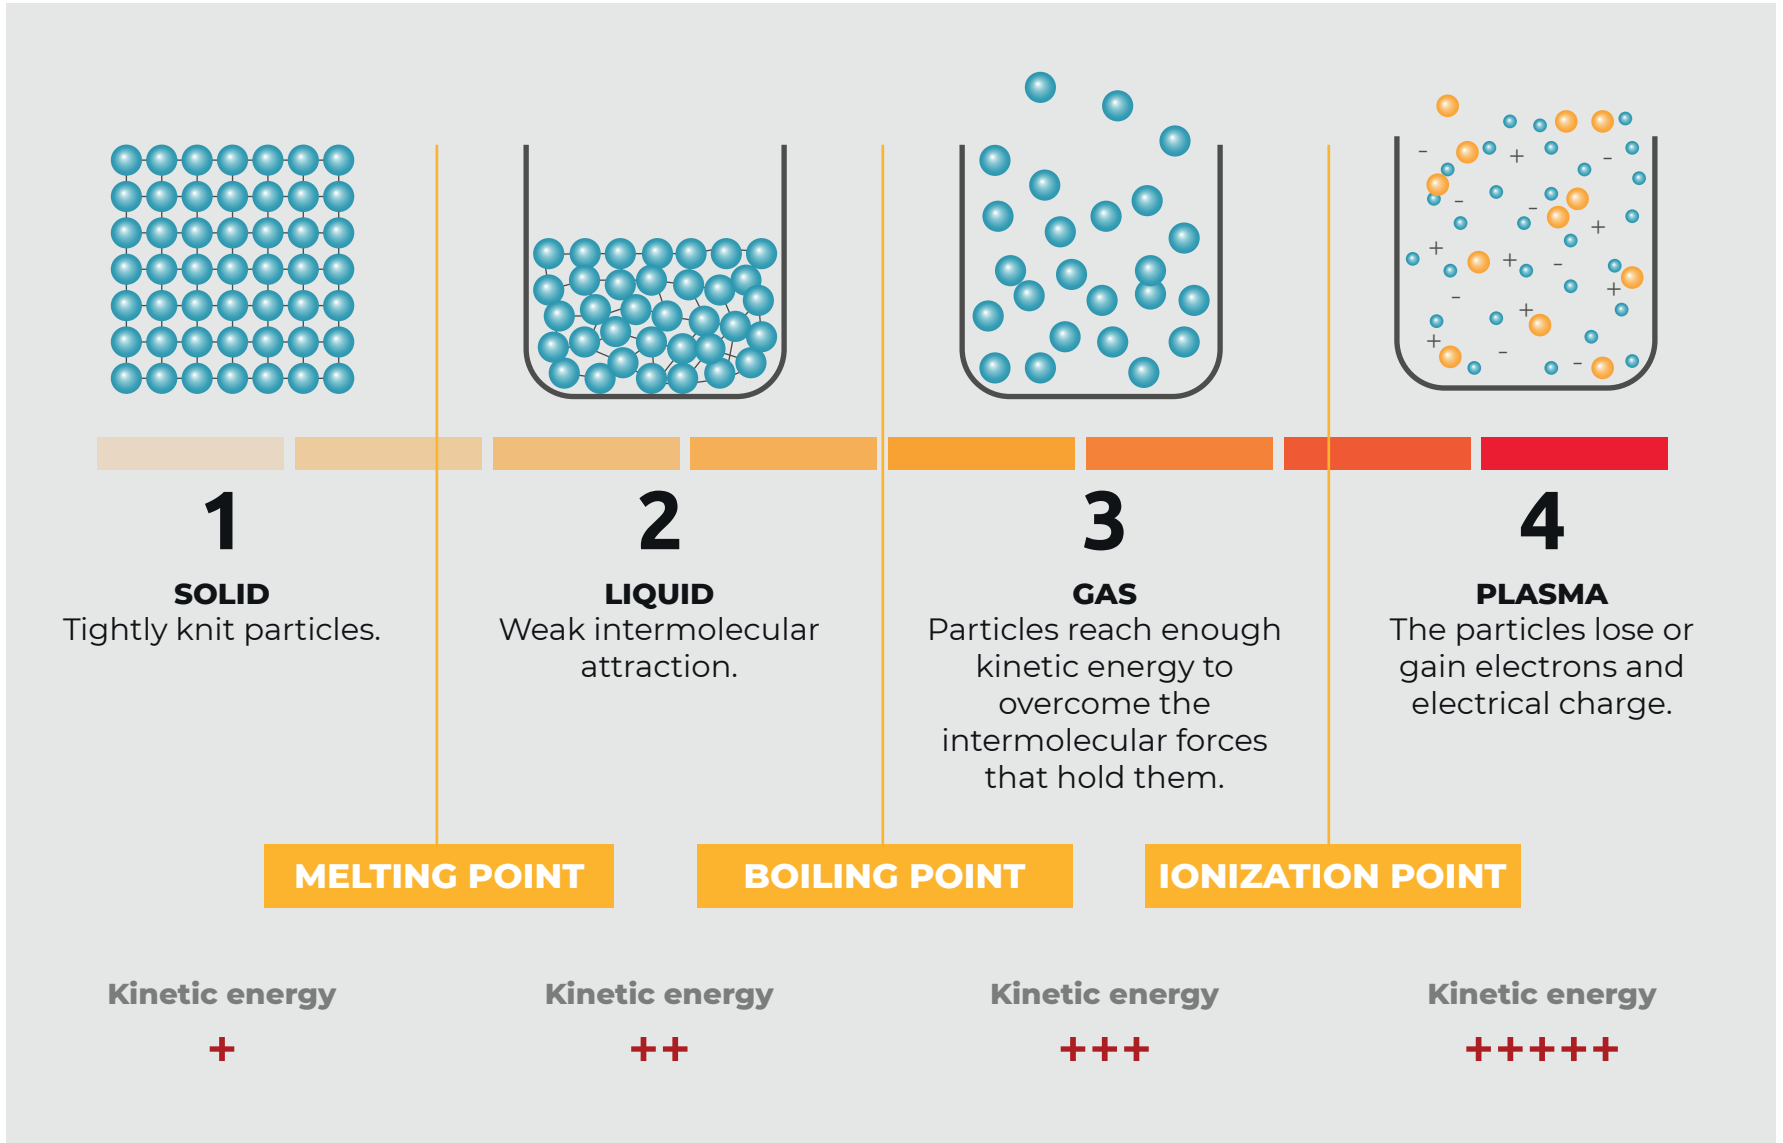 1
SOLID
Tightly knit particles.
2
LIQUID
Weak intermolecular
attraction.
3
GAS
Particles reach enough
kinetic energy to
overcome the
intermolecular forces
that hold them.
4
PLASMA
The particles lose or
gain electrons and
electrical charge.
MELTING POINT
BOILING POINT
IONIZATION POINT
Kinetic energy
+
Kinetic energy
++
Kinetic energy
+++
Kinetic energy
+++++